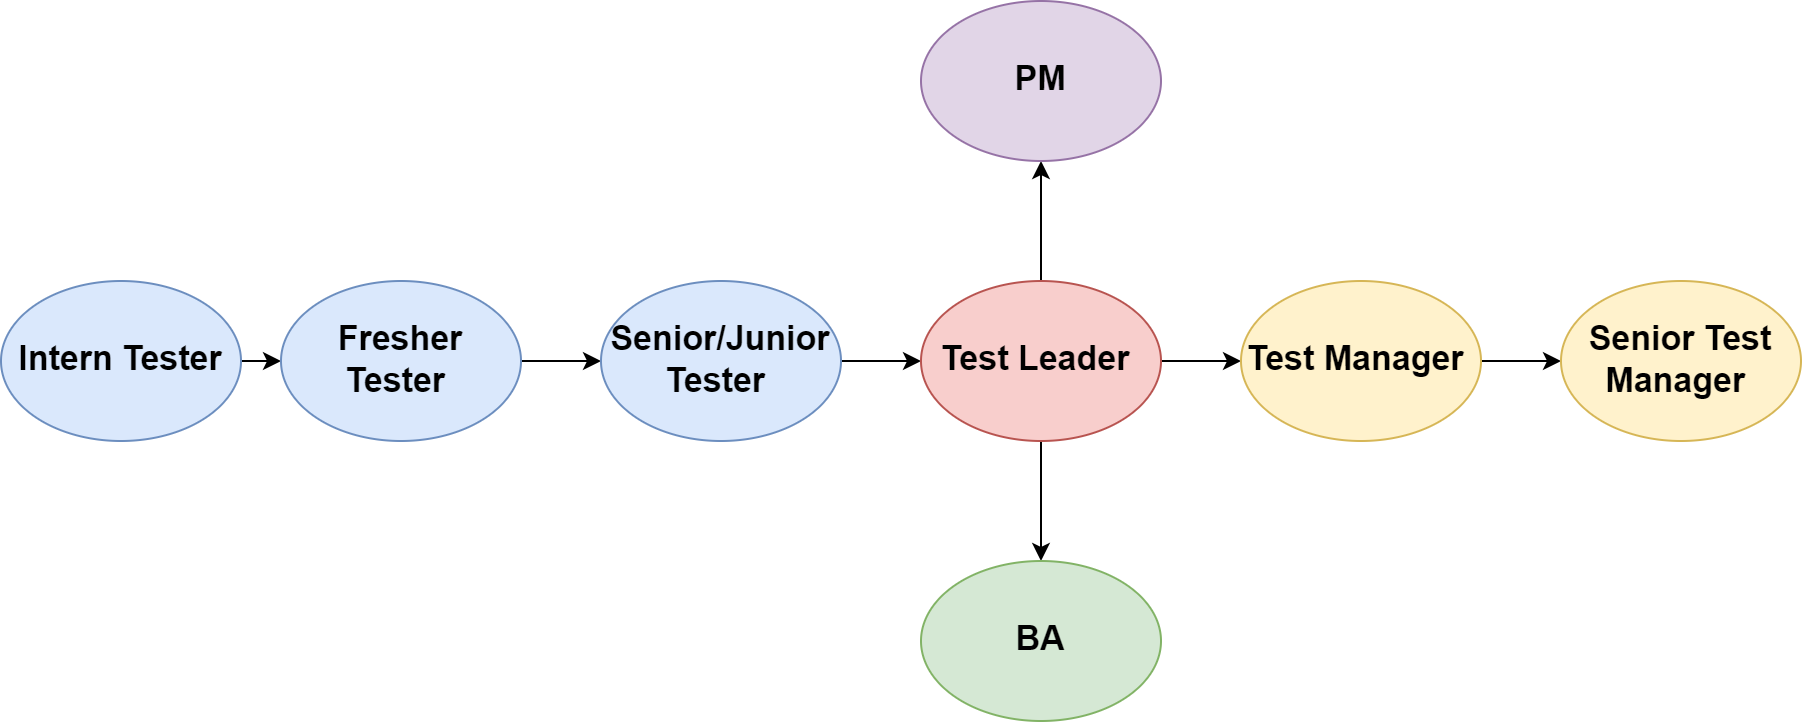 PM
Intern Tester
Fresher
Tester
Senior/Junior
Tester
Test Leader
Test Manager
Senior Test
Manager
BA